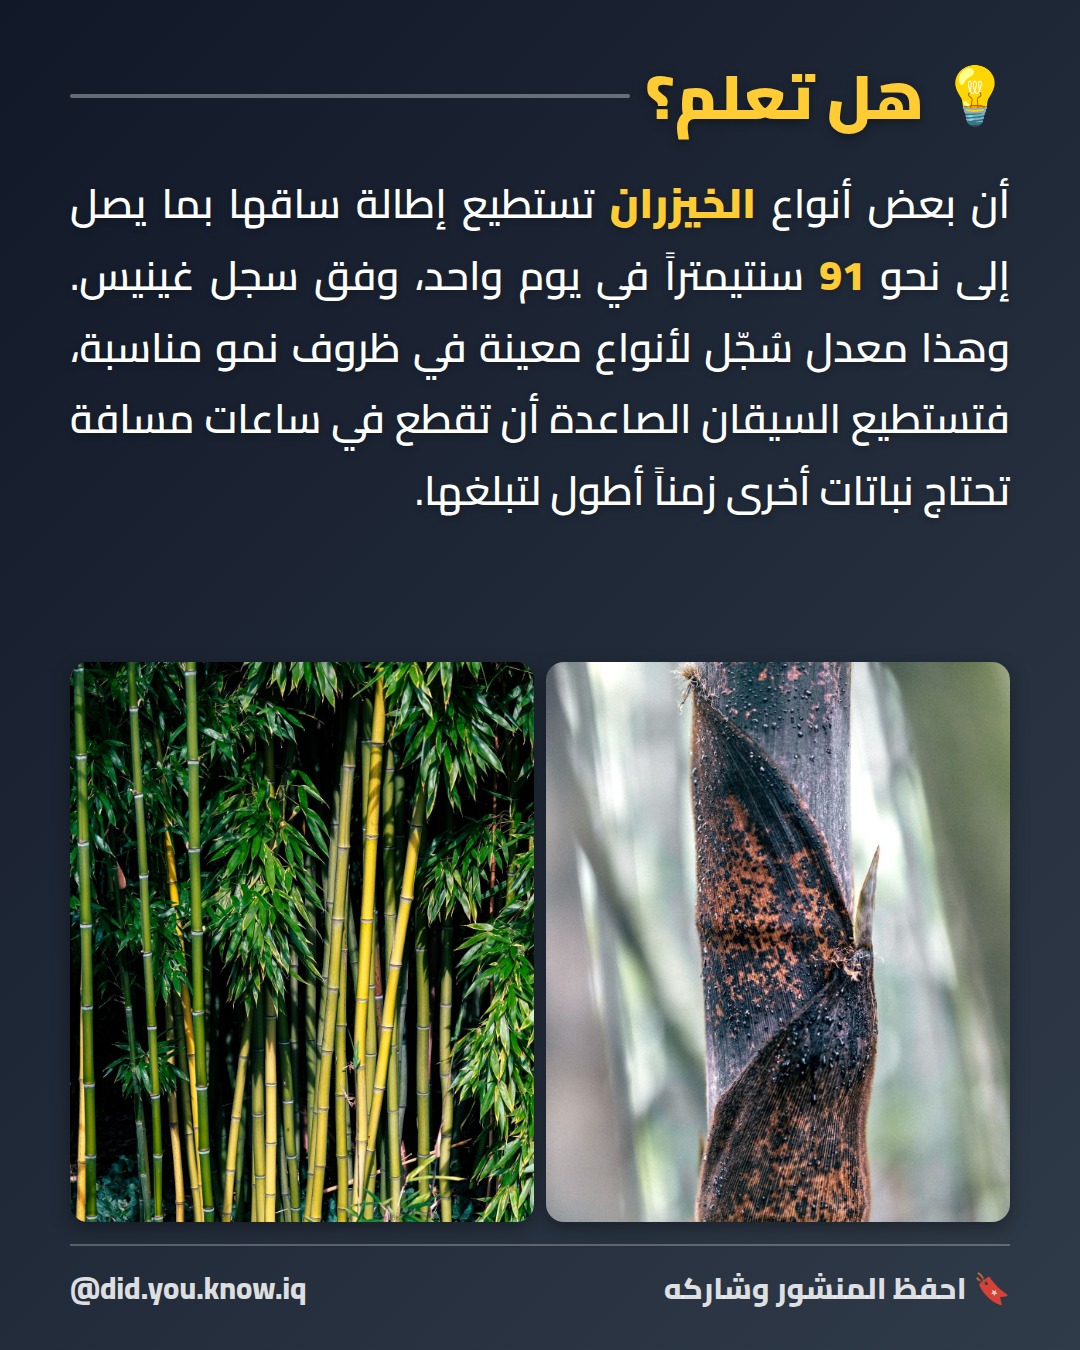 هل تعلم؟
أن بعض أنواع الخيزران تستطيع إطالة ساقها بما يصل
إلى نحو 91 سنتيمتراً في يوم واحد، وفق سجل غينيس.
وهذا معدل سُجّل لأنواع معينة في ظروف نمو مناسبة،
فتستطيع السيقان الصاعدة أن تقطع في ساعات مسافة
تحتاج نباتات أخرى زمناً أطول لتبلغها.
احفظ المنشور وشاركه
@did.you.know.iq